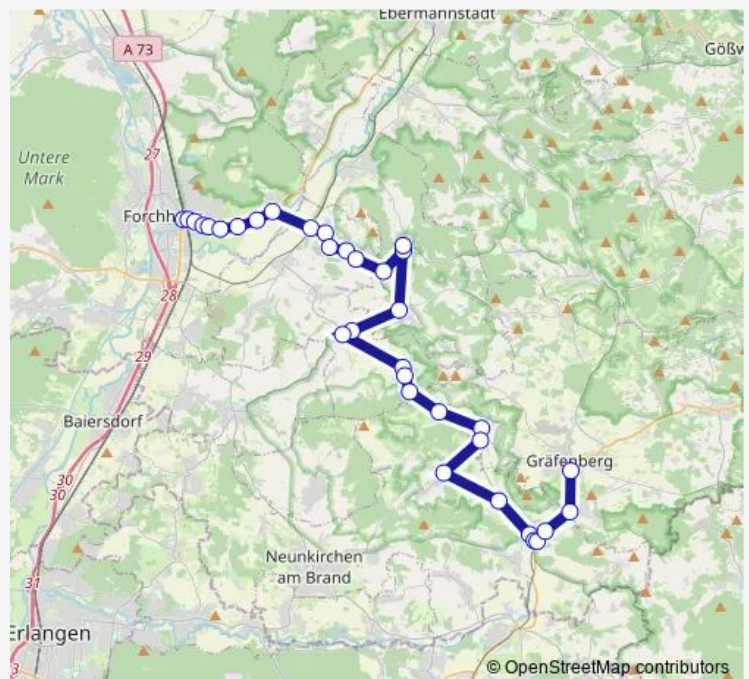 Ebermannstadt
A 73
Gößw
Untere
Mark
27
Forchh
28
29
Baiersdorf
Gräfenberg
30
30
Neunkirchen
am Brand
31
Erlangen
3
© OpenStreetMap contributors